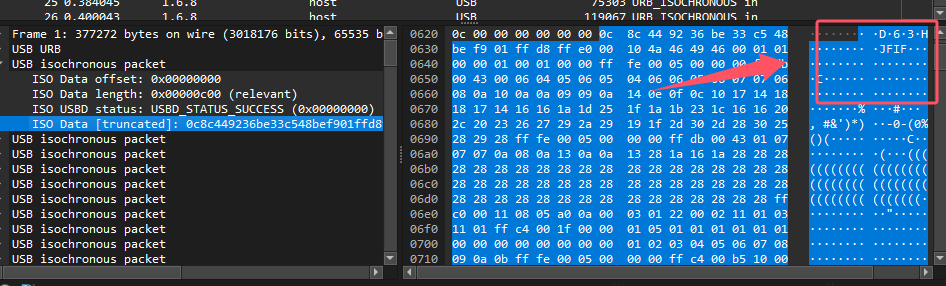 25 0.384045 1.6.8 host USB 75303 URB_ISOCHRONOUS in
26 0.400043 1.6.8 host USB 119067 URB_ISOCHRONOUS in
Frame 1: 377272 bytes on wire (3018176 bits), 65535 b
USB URB
USB isochronous packet
ISO Data offset: 0x00000000
ISO Data length: 0x00000c00 (relevant)
ISO USBD status: USBD_STATUS_SUCCESS (0x00000000)
ISO Data [truncated]: 0c8c449236be33c548bef901ffd8
USB isochronous packet
USB isochronous packet
USB isochronous packet
USB isochronous packet
USB isochronous packet
USB isochronous packet
USB isochronous packet
USB isochronous packet
USB isochronous packet
USB isochronous packet
0620 0c 00 00 00 00 00 0c 8c 44 92 36 be 33 c5 48
0630 be f9 01 ff d8 ff e0 00 10 4a 46 49 46 00 01 01
0640 00 00 01 00 01 00 00 ff fe 00 05 00 00 00
0650 00 43 00 06 04 05 06 05 04 06 06 05 06 07 07 06
0660 08 0a 10 0a 0a 09 09 0a 14 0e 0f 0c 10 17 14 18
0670 18 17 14 16 16 1a 1d 25 1f 1a 1b 23 1c 16 16 20
0680 2c 20 23 26 27 29 2a 29 19 1f 2d 30 2d 28 30 25
0690 28 29 28 ff fe 00 05 00 00 00 ff db 00 43 01 07
06a0 07 07 0a 08 0a 13 0a 0a 13 28 1a 16 1a 28 28 28
06b0 28 28 28 28 28 28 28 28 28 28 28 28 28 28 28 28
06c0 28 28 28 28 28 28 28 28 28 28 28 28 28 28 28 28
06d0 28 28 28 28 28 28 28 28 28 28 28 28 28 28 28 ff
06e0 c0 00 11 08 05 a0 0a 00 03 01 22 00 02 11 01 03
06f0 11 01 ff c4 00 1f 00 00 01 05 01 01 01 01 01 01
0700 00 00 00 00 00 00 00 00 01 02 03 04 05 06 07 08
0710 09 0a 0b ff fe 00 05 00 00 00 ff c4 00 b5 10 00
·D·6·3·H
·JFIF···
·C······
·······% ···#··
, #&')*) ··-0-(0%
()(····· ·····C··
········ ·(···(((
(((((((( ((((((((
(((((((( ((((((((
(((((((( (((((((·
········ ··"·····